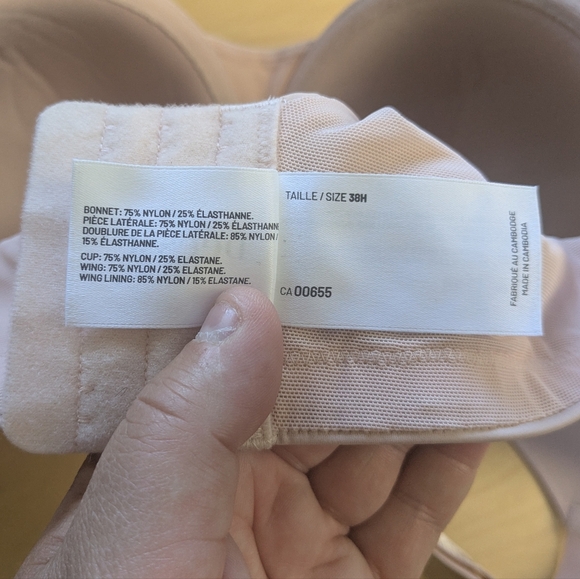 BONNET: 75% NYLON / 25% ÉLASTHANNE.
PIÈCE LATÉRALE: 75% NYLON / 25% ÉLASTHANN
DOUBLURE DE LA PIÈCE LATÉRALE: 85% NYLON/
15% ÉLASTHANNE.
CUP: 75% NYLON / 25% ELASTANE.
WING: 75% NYLON / 25% ELASTANE.
WING LINING: 85% NYLON / 15% ELASTANE.
TAILLE / SIZE 38H
CA 00655
FABRIQUÉ AU CAMBODGE
MADE IN CAMBODIA